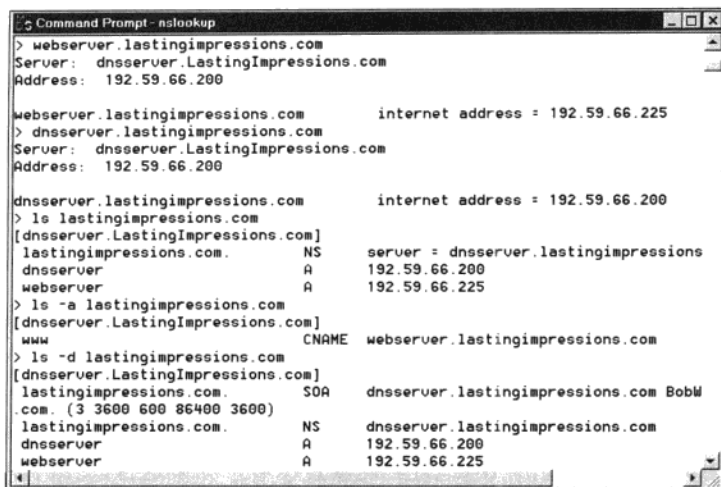 Command Prompt - nslookup
> webserver.lastingimpressions.com
Server: dnsserver.LastingImpressions.com
Address: 192.59.66.200
webserver.lastingimpressions.com internet address = 192.59.66.225
> dnsserver.lastingimpressions.com
Server: dnsserver.LastingImpressions.com
Address: 192.59.66.200
dnsserver.lastingimpressions.com internet address = 192.59.66.200
> ls lastingimpressions.com
[dnsserver.LastingImpressions.com]
lastingimpressions.com. NS server = dnsserver.lastingimpressions
dnsserver A 192.59.66.200
webserver A 192.59.66.225
> ls -a lastingimpressions.com
[dnsserver.LastingImpressions.com]
www CNAME webserver.lastingimpressions.com
> ls -d lastingimpressions.com
[dnsserver.LastingImpressions.com]
lastingimpressions.com. SOA dnsserver.lastingimpressions.com BobW
.com. (3 3600 600 86400 3600)
lastingimpressions.com. NS dnsserver.lastingimpressions.com
dnsserver A 192.59.66.200
webserver A 192.59.66.225